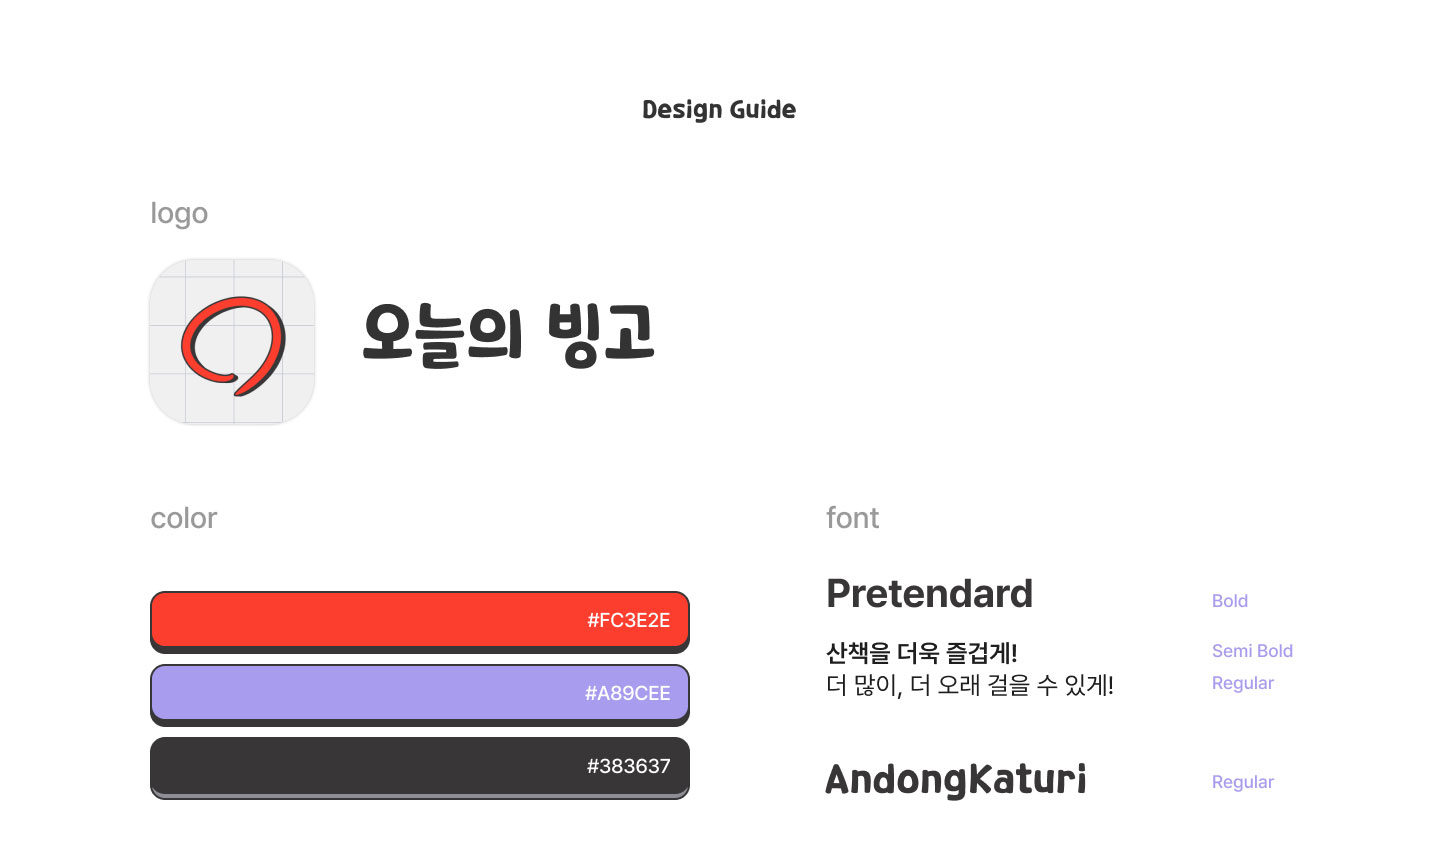 Design Guide
logo
오늘의 빙고
color
#FC3E2E
#A89CEE
#383637
font
Pretendard
Bold
산책을 더욱 즐겁게!
Semi Bold
더 많이, 더 오래 걸을 수 있게!
Regular
AndongKaturi
Regular